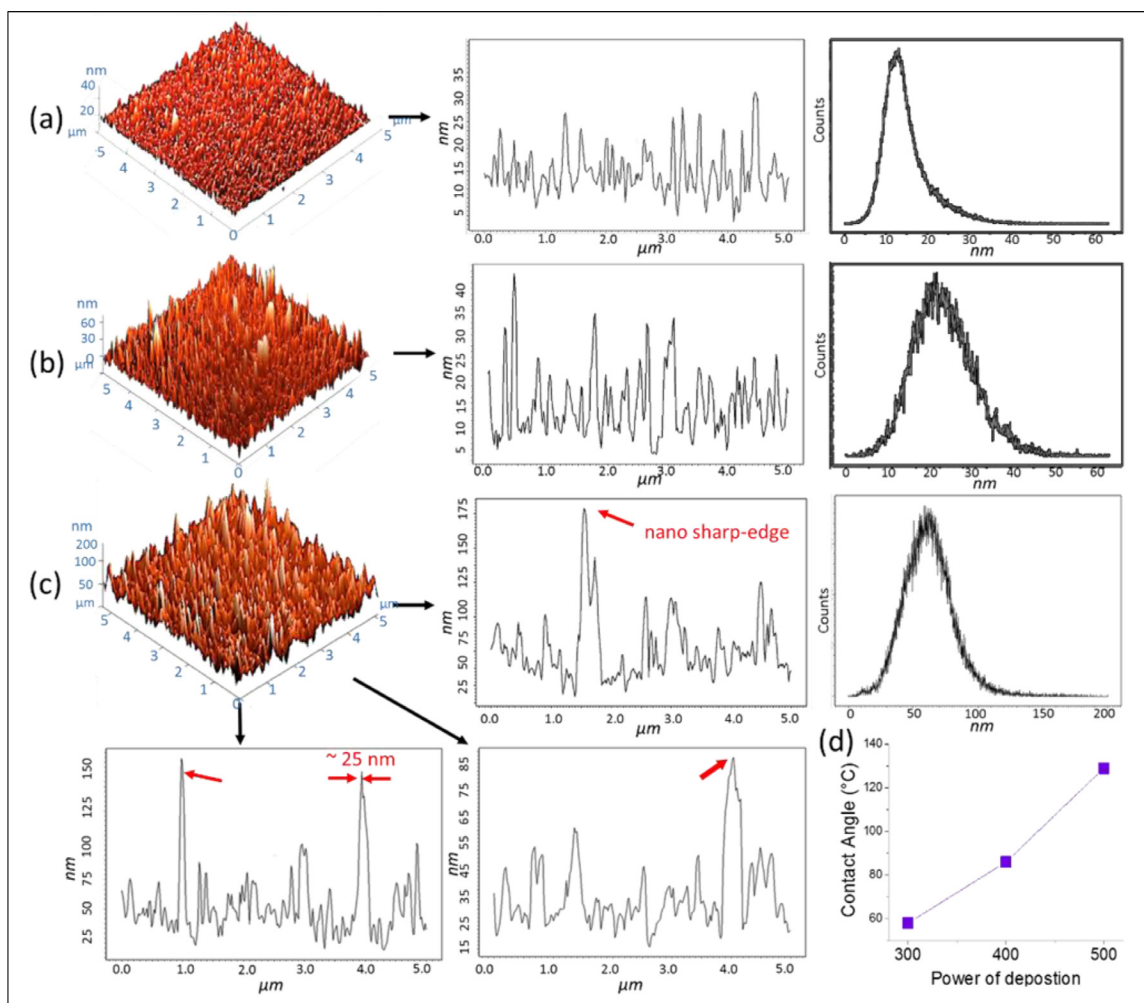 (a)
nm
40
20
μm
5
4
3
2
1
0
1
2
3
4
5
μm
nm
35
30
25
20
15
10
5
0.0 1.0 2.0 3.0 4.0 5.0
μm
Counts
0 10 20 30 40 50 60
nm
(b)
nm
60
30
0
μm
5
4
3
2
1
0
1
2
3
4
5
nm
40
35
30
25
20
15
10
5
0.0 1.0 2.0 3.0 4.0 5.0
μm
Counts
0 10 20 30 40 50 60
nm
(c)
nm
200
100
50
μm
5
4
3
2
1
0
1
2
3
4
5
μm
nm
175
150
125
100
75
50
25
nano sharp-edge
0.0 1.0 2.0 3.0 4.0 5.0
μm
Counts
0 50 100 150 200
nm
nm
150
125
100
75
50
25
~ 25 nm
0.0 1.0 2.0 3.0 4.0 5.0
μm
nm
85
75
65
55
45
35
25
15
0.0 1.0 2.0 3.0 4.0 5.0
μm
(d)
Contact Angle (°C)
140
120
100
80
60
300 400 500
Power of depostion